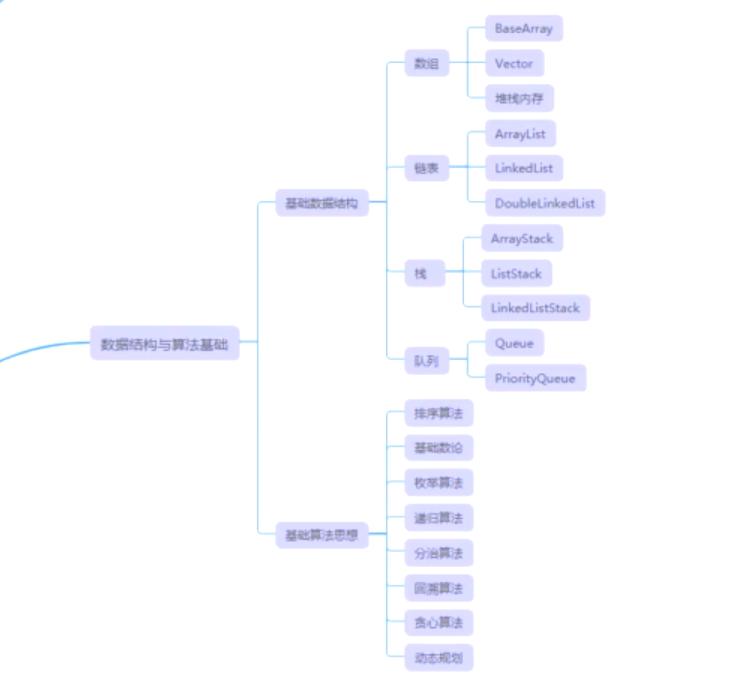 数据结构与算法基础
基础数据结构
数组
BaseArray
Vector
堆栈内存
链表
ArrayList
LinkedList
DoubleLinkedList
栈
ArrayStack
ListStack
LinkedListStack
队列
Queue
PriorityQueue
基础算法思想
排序算法
基础数论
枚举算法
递归算法
分治算法
回溯算法
贪心算法
动态规划